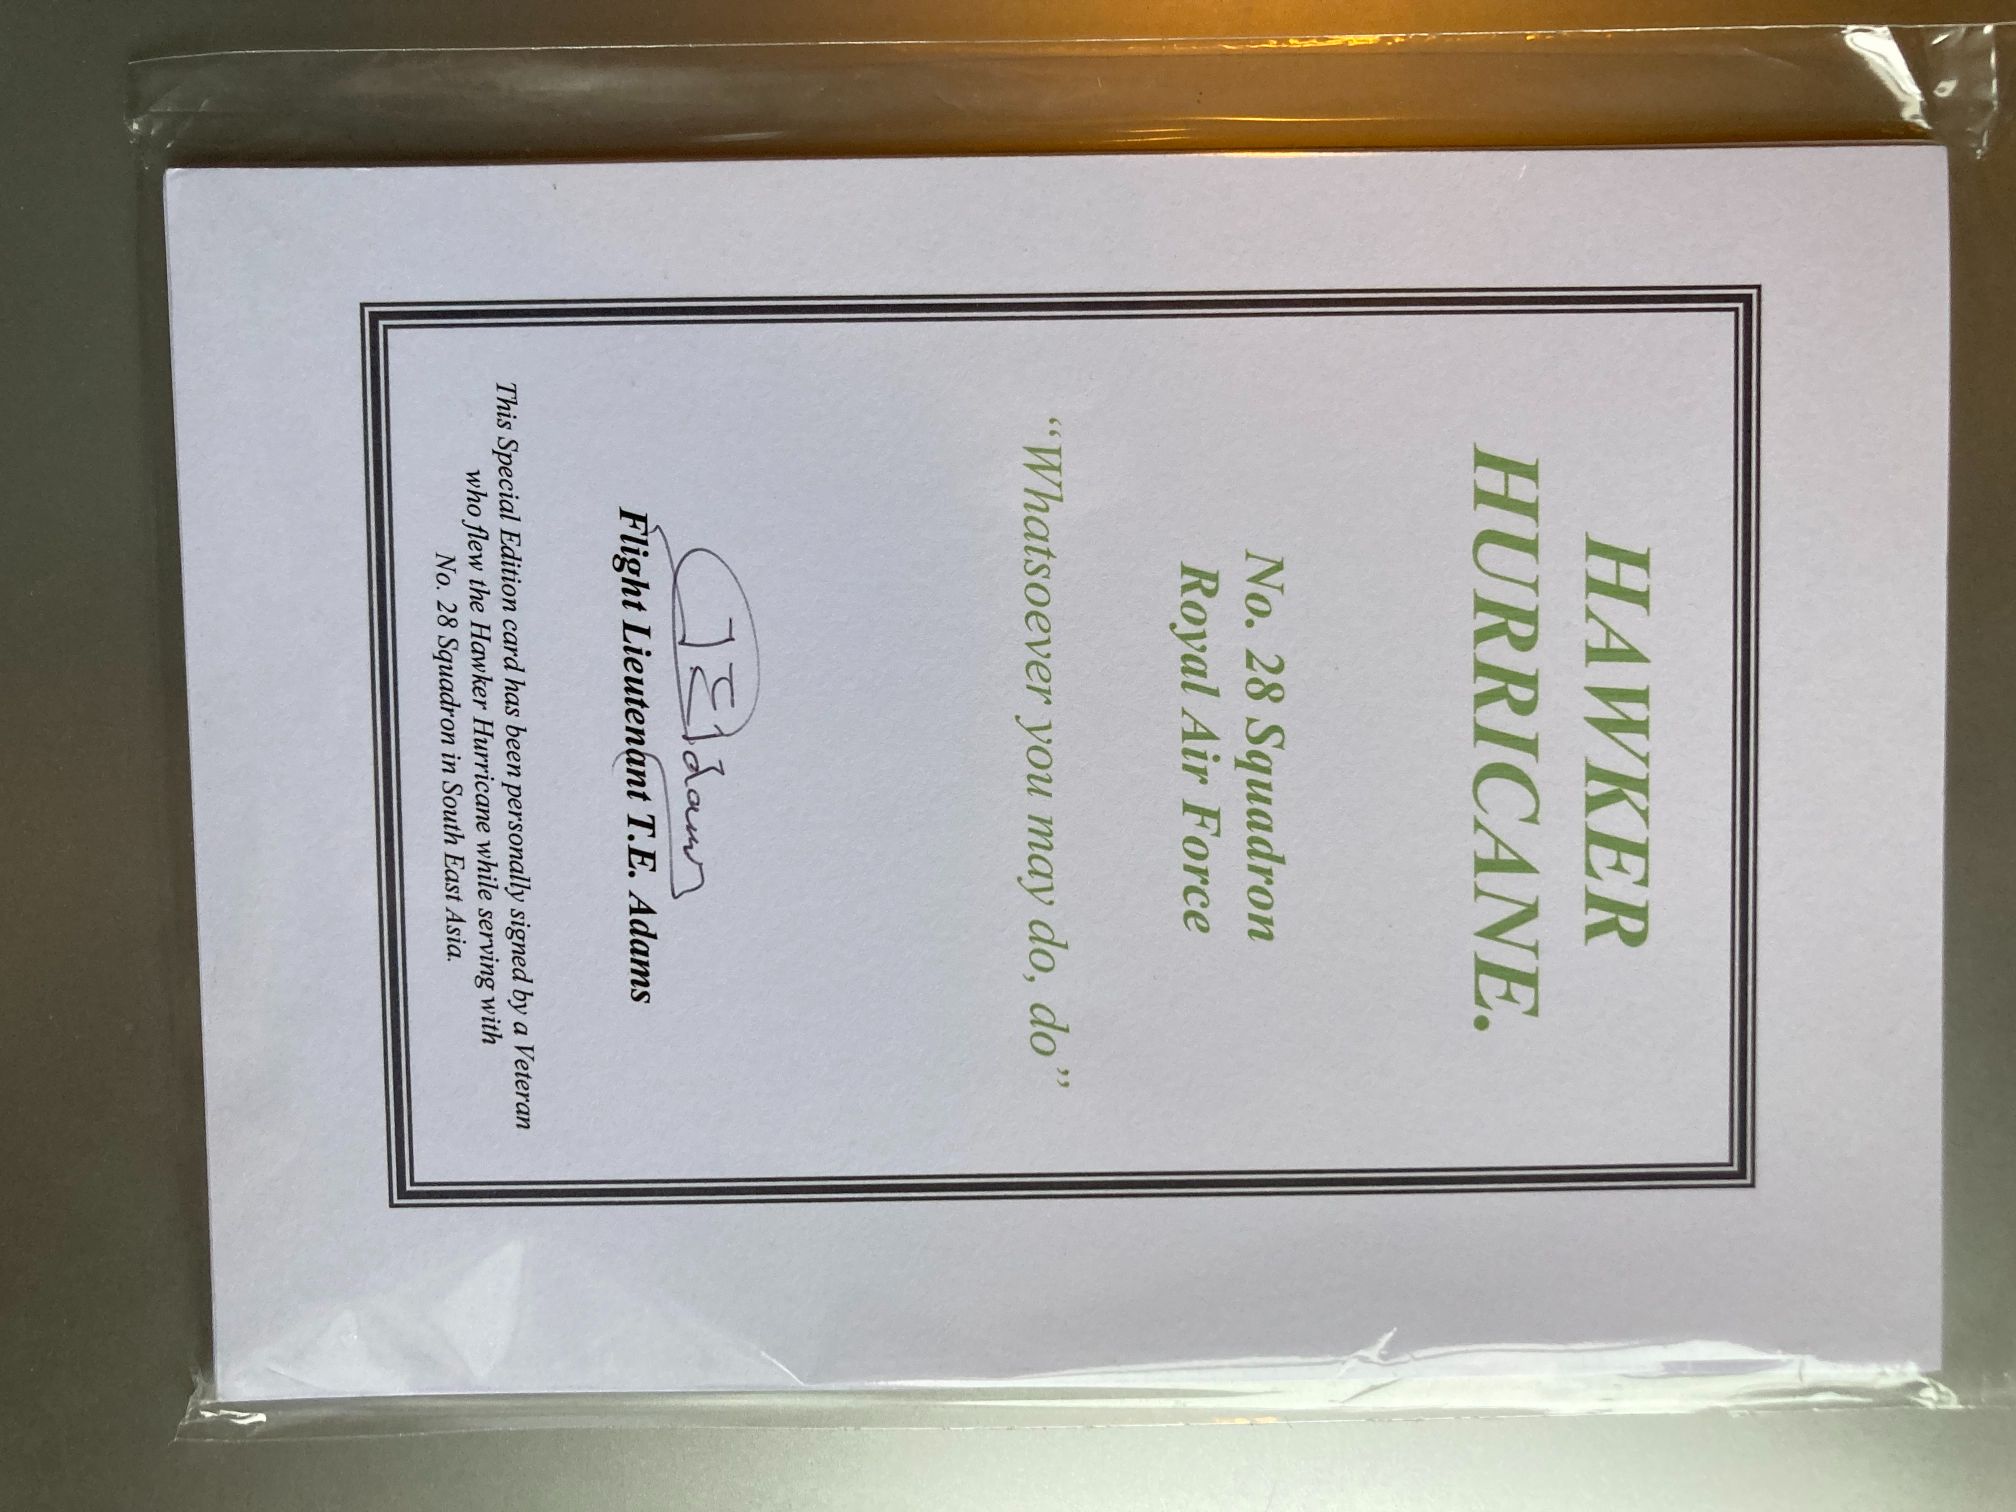 HAWKER
HURRICANE.
No. 28 Squadron
Royal Air Force
“Whatsoever you may do, do”
T E Adams
Flight Lieutenant T.E. Adams
This Special Edition card has been personally signed by a Veteran
who flew the Hawker Hurricane while serving with
No. 28 Squadron in South East Asia.